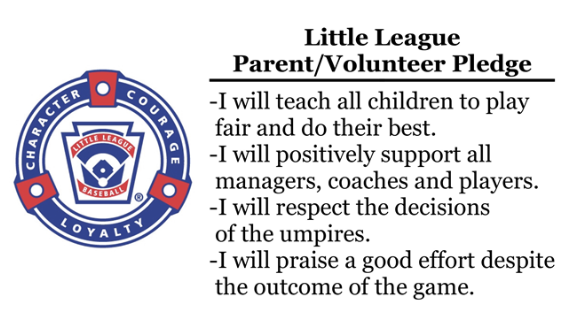 CHARACTER
COURAGE
LOYALTY
LITTLE LEAGUE
BASEBALL
®
Little League
Parent/Volunteer Pledge
-I will teach all children to play
fair and do their best.
-I will positively support all
managers, coaches and players.
-I will respect the decisions
of the umpires.
-I will praise a good effort despite
the outcome of the game.